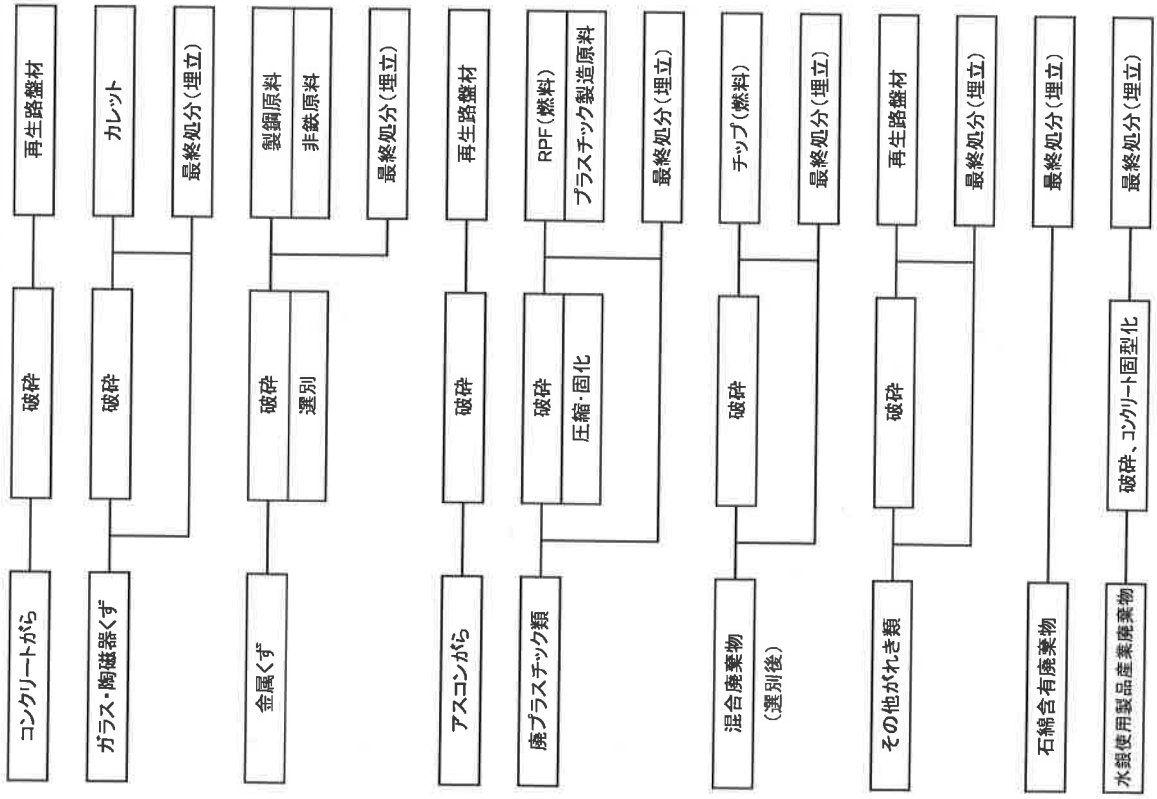 コンクリートがら
破砕
再生路盤材
ガラス・陶磁器くず
破砕
カレット
最終処分(埋立)
金属くず
破砕
選別
製鋼原料
非鉄原料
最終処分(埋立)
アスコンがら
破砕
再生路盤材
廃プラスチック類
破砕
圧縮・固化
RPF(燃料)
プラスチック製造原料
最終処分(埋立)
混合廃棄物
(選別後)
破砕
チップ(燃料)
最終処分(埋立)
その他がれき類
破砕
再生路盤材
最終処分(埋立)
石綿含有廃棄物
最終処分(埋立)
水銀使用製品産業廃棄物
破砕、コンクリート固型化
最終処分(埋立)